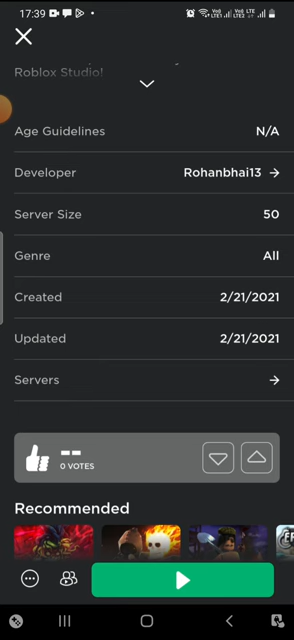 17:39
Roblox Studio!
Age Guidelines N/A
Developer Rohanbhai13
Server Size 50
Genre All
Created 2/21/2021
Updated 2/21/2021
Servers
--
0 VOTES
Recommended